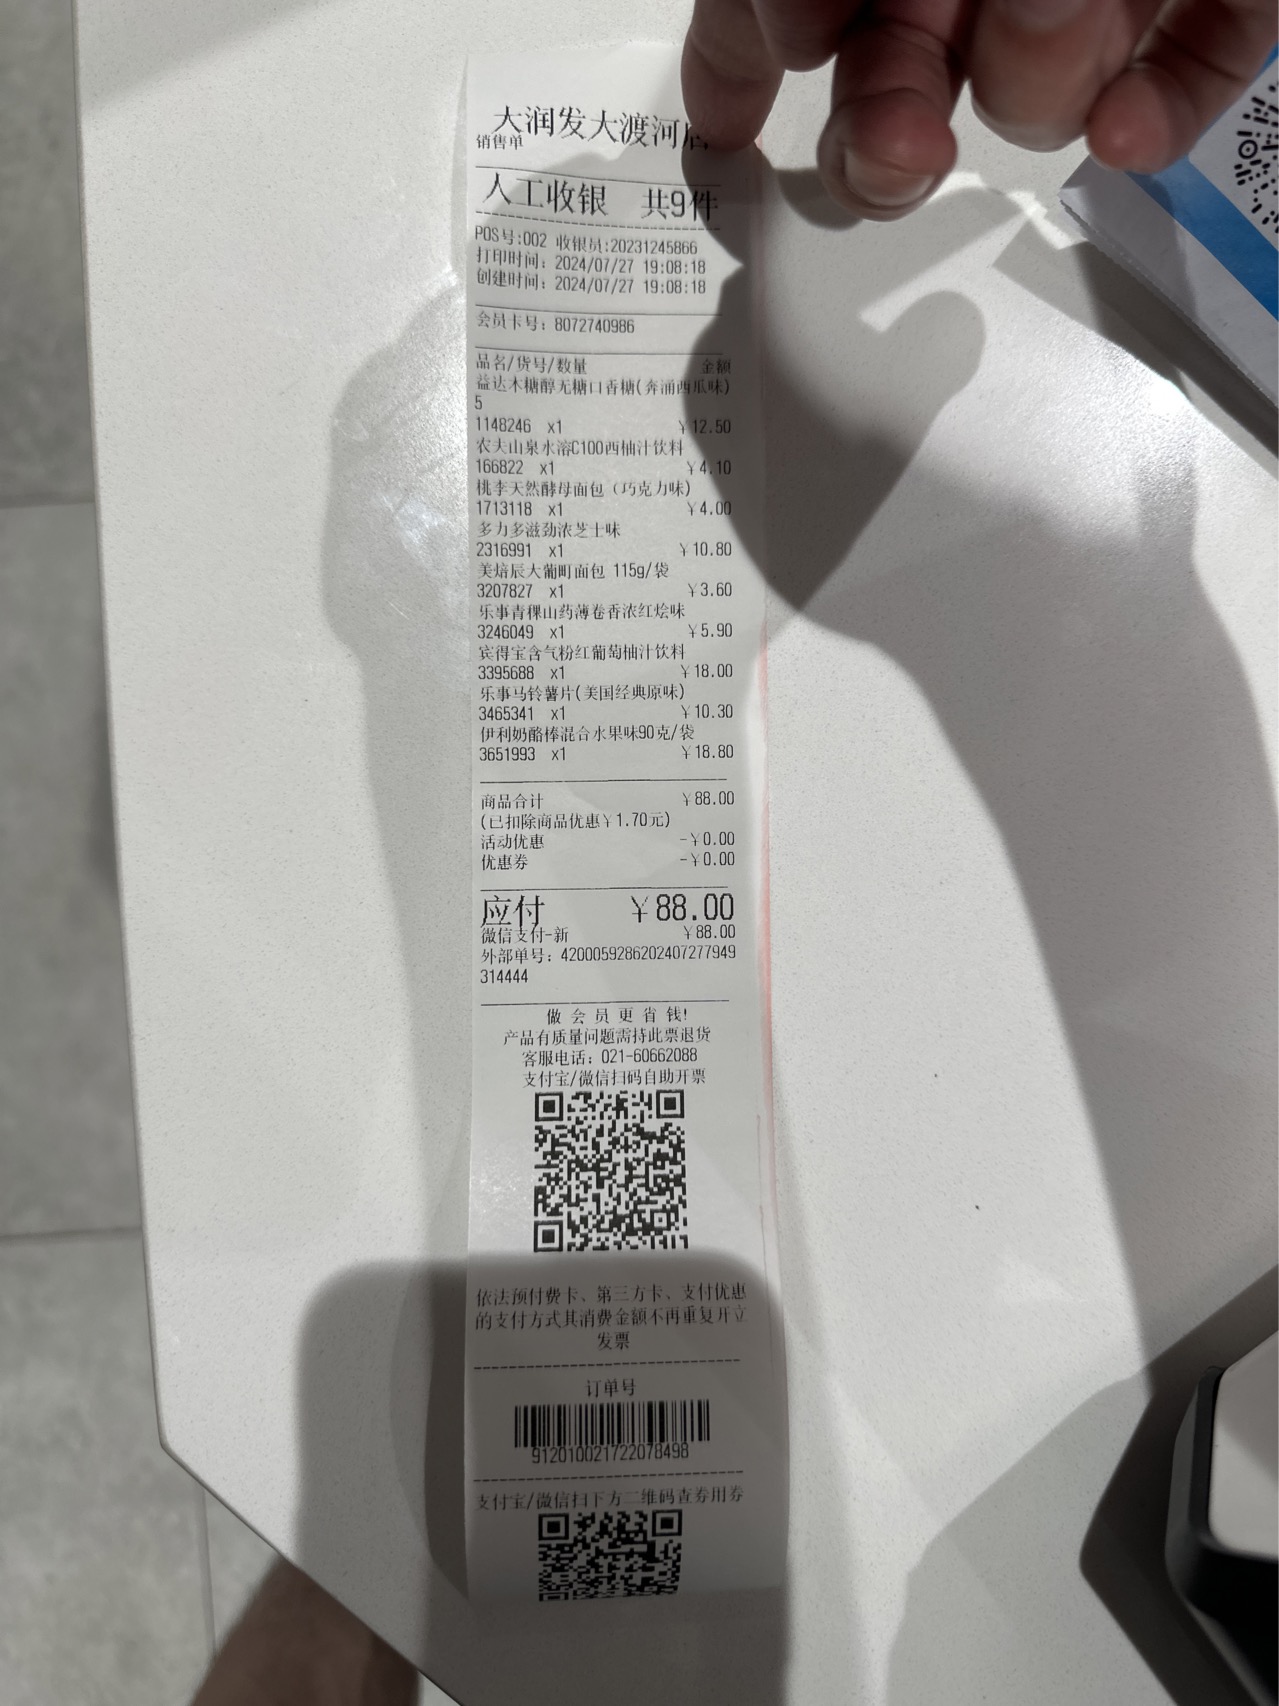 大润发大渡河店
销售单
人工收银 共9件
POS号:002 收银员:20231245866
打印时间: 2024/07/27 19:08:18
创建时间: 2024/07/27 19:08:18
会员卡号: 8072740986
品名/货号/数量 金额
益达木糖醇无糖口香糖(奔涌西瓜味)
5
1148246 x1 ¥12.50
农夫山泉水溶C100西柚汁饮料
166822 x1 ¥4.10
桃李天然酵母面包（巧克力味)
1713118 x1 ¥4.00
多力多滋劲浓芝士味
2316991 x1 ¥10.80
美焙辰大葡町面包 115g/袋
3207827 x1 ¥3.60
乐事青稞山药薄卷香浓红烩味
3246049 x1 ¥5.90
宾得宝含气粉红葡萄柚汁饮料
3395688 x1 ¥18.00
乐事马铃薯片(美国经典原味)
3465341 x1 ¥10.30
伊利奶酪棒混合水果味90克/袋
3651993 x1 ¥18.80
商品合计 ¥88.00
(已扣除商品优惠¥1.70元)
活动优惠 -¥0.00
优惠券 -¥0.00
应付 ¥88.00
微信支付-新 ¥88.00
外部单号: 4200059286202407277949
314444
做会员更省钱!
产品有质量问题需持此票退货
客服电话: 021-60662088
支付宝/微信扫码自助开票
依法预付费卡、第三方卡、支付优惠
的支付方式其消费金额不再重复开立
发票
订单号
912010021722078498
支付宝/微信扫下方二维码查券用券